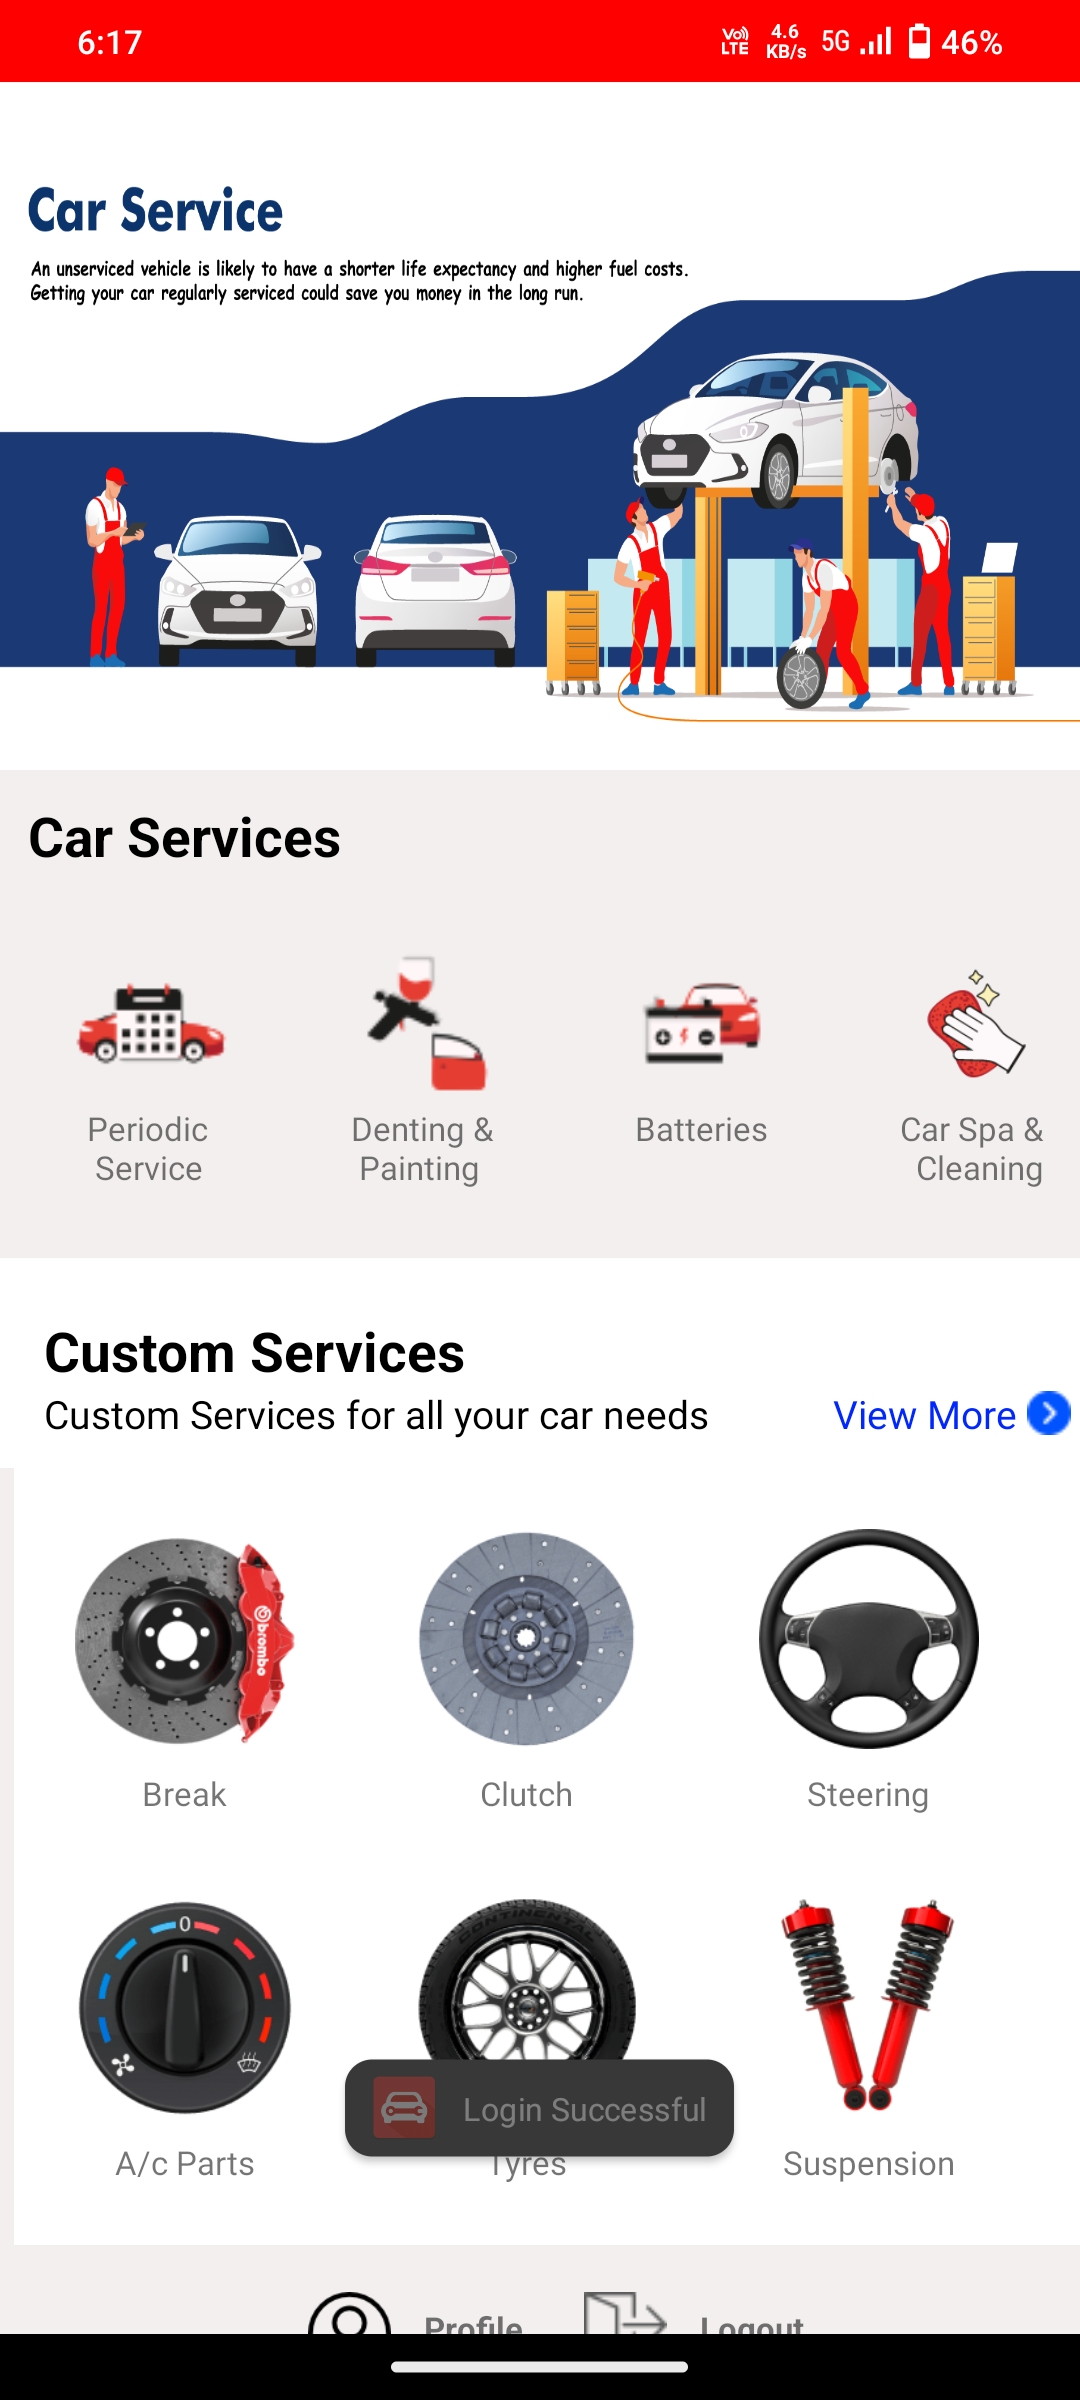 6:17
Vo)) LTE 4.6 KB/s 5G 46%
Car Service
An unserviced vehicle is likely to have a shorter life expectancy and higher fuel costs.
Getting your car regularly serviced could save you money in the long run.
Car Services
Periodic
Service
Denting &
Painting
Batteries
Car Spa &
Cleaning
Custom Services
Custom Services for all your car needs
View More
brembo
Break
Clutch
Steering
0
CONTINENTAL
Login Successful
A/c Parts
Tyres
Suspension
Profile
Logout